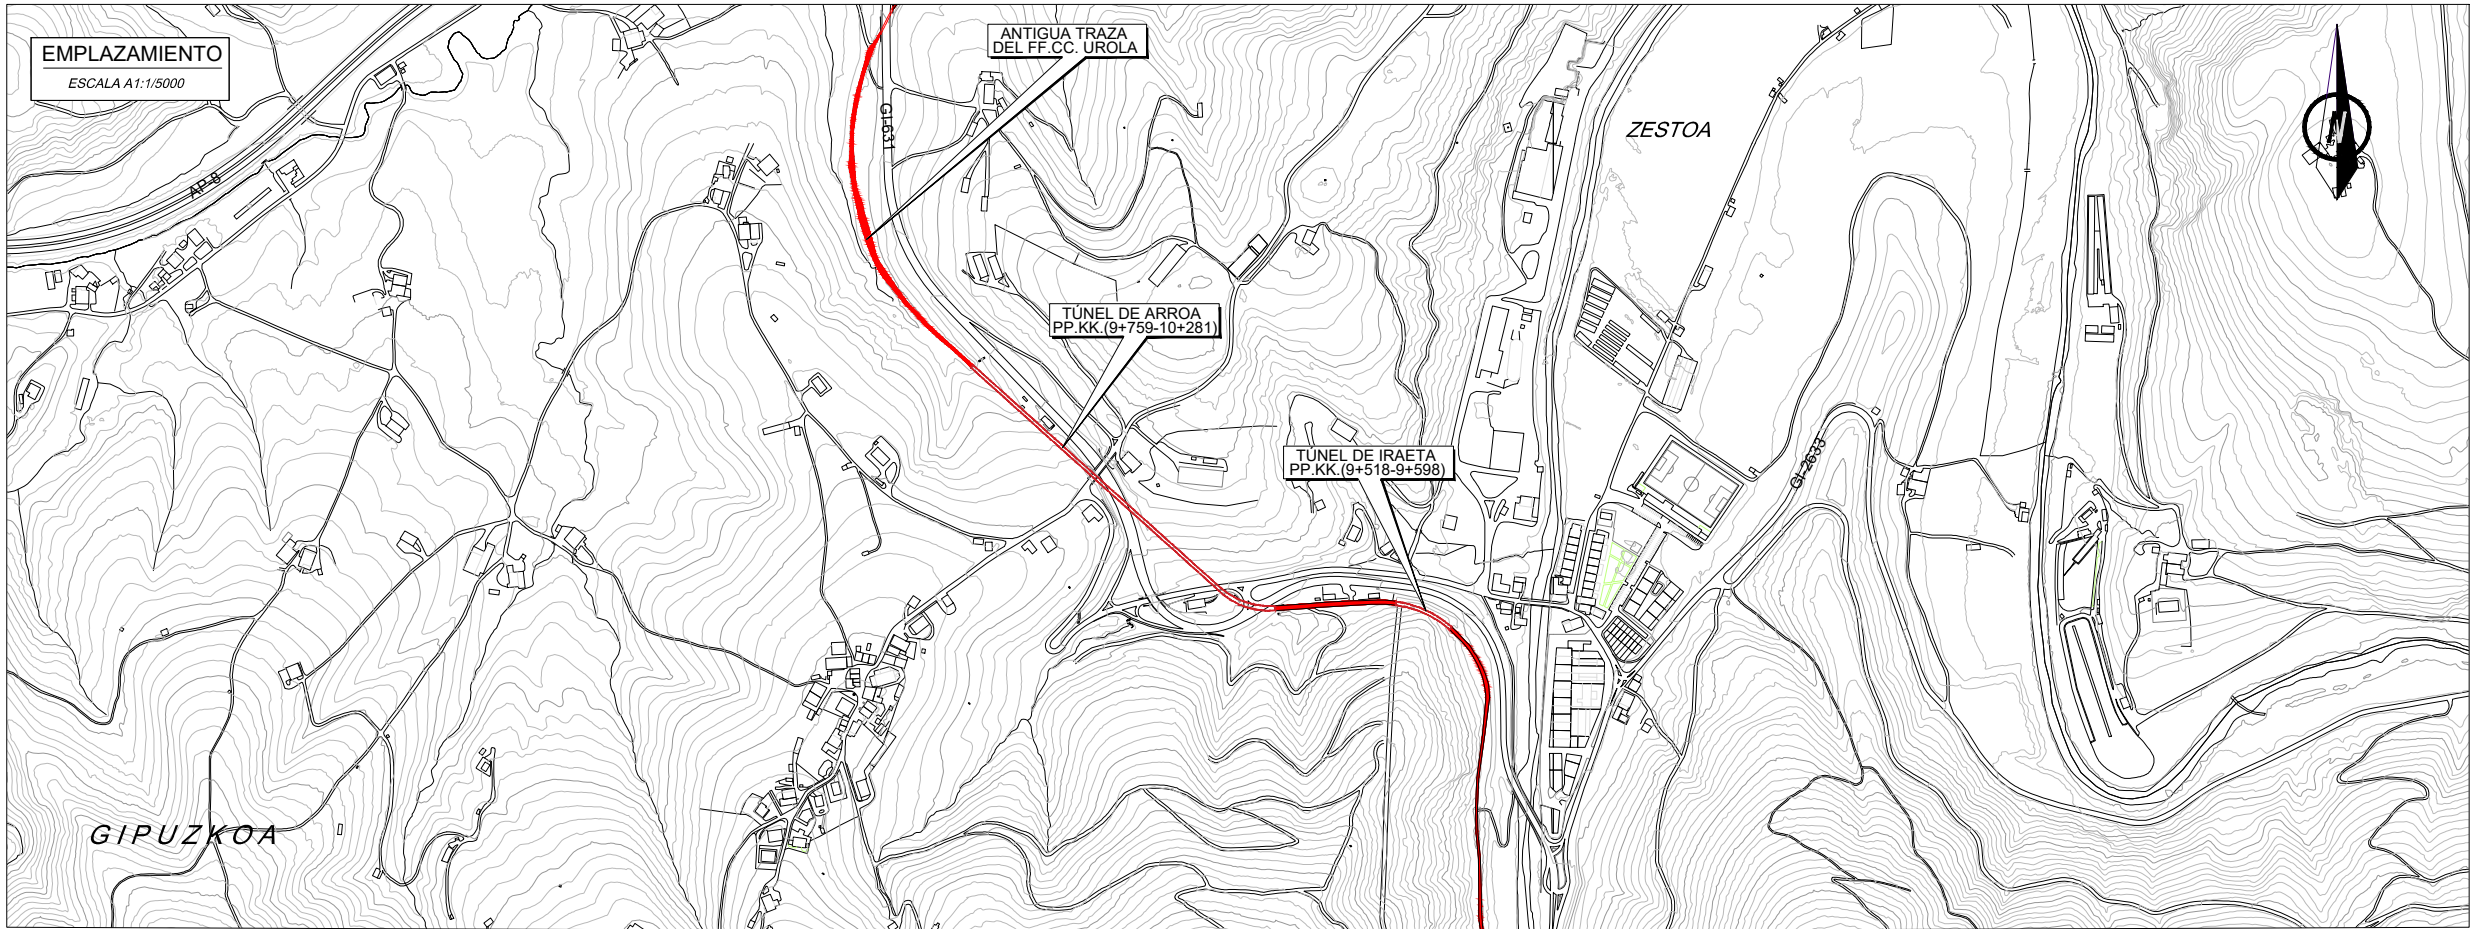 EMPLAZAMIENTO
ESCALA A1:1/5000
ANTIGUA TRAZA
DEL FF.CC. UROLA
GI-631
ZESTOA
AP-8
TÚNEL DE ARROA
PP.KK.(9+759-10+281)
TÚNEL DE IRAETA
PP.KK.(9+518-9+598)
GI-2633
GIPUZKOA